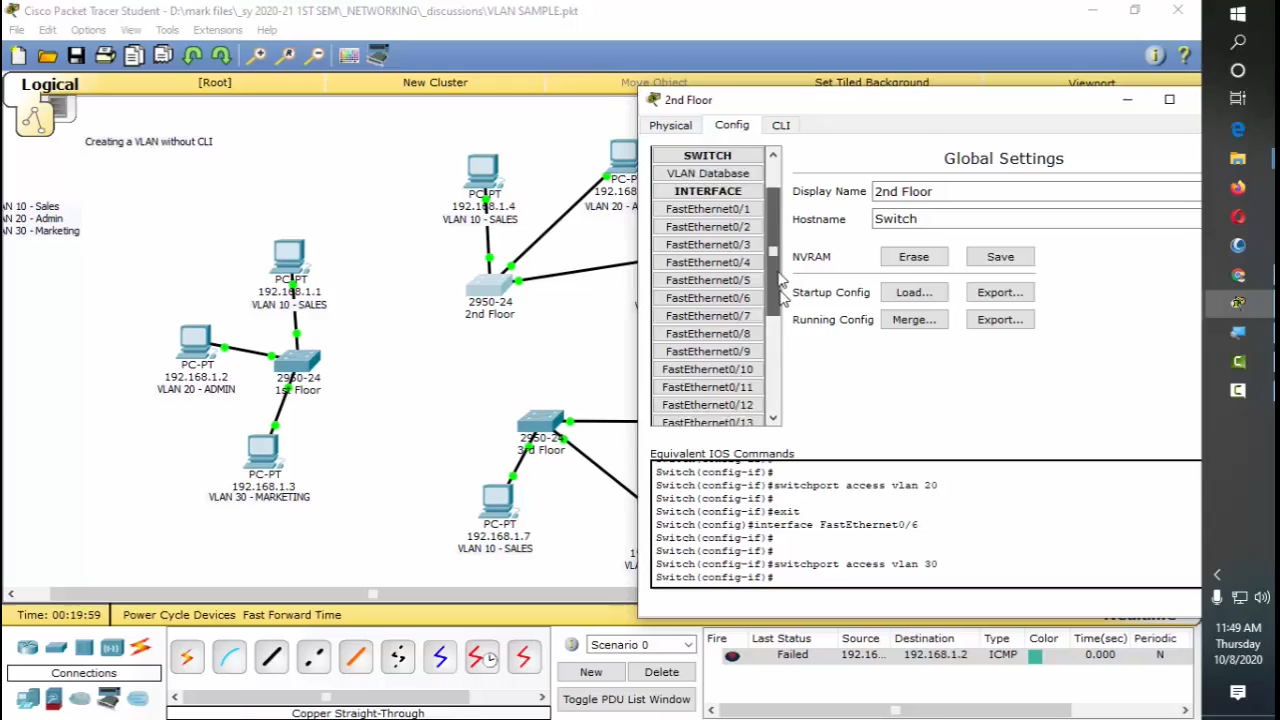 Cisco Packet Tracer Student - D:\mark files\_sy 2020-21 1ST SEM\_NETWORKING\_discussions\VLAN SAMPLE.pkt
File Edit Options View Tools Extensions Help
Logical
[Root]
New Cluster
Move Object
Set Tiled Background
Viewport
Creating a VLAN without CLI
AN 10 - Sales
AN 20 - Admin
AN 30 - Marketing
PC-PT
192.168.1.1
VLAN 10 - SALES
PC-PT
192.168.1.2
VLAN 20 - ADMIN
2950-24
1st Floor
PC-PT
192.168.1.3
VLAN 30 - MARKETING
PC-PT
192.168.1.4
VLAN 10 - SALES
PC-PT
192.168.
VLAN 20 - A
2950-24
2nd Floor
2950-24
3rd Floor
PC-PT
192.168.1.7
VLAN 10 - SALES
2nd Floor
Physical Config CLI
SWITCH
VLAN Database
INTERFACE
FastEthernet0/1
FastEthernet0/2
FastEthernet0/3
FastEthernet0/4
FastEthernet0/5
FastEthernet0/6
FastEthernet0/7
FastEthernet0/8
FastEthernet0/9
FastEthernet0/10
FastEthernet0/11
FastEthernet0/12
FastEthernet0/13
Global Settings
Display Name 2nd Floor
Hostname Switch
NVRAM Erase Save
Startup Config Load... Export...
Running Config Merge... Export...
Equivalent IOS Commands
Switch(config-if)#
Switch(config-if)#switchport access vlan 20
Switch(config-if)#
Switch(config-if)#exit
Switch(config)#interface FastEthernet0/6
Switch(config-if)#
Switch(config-if)#
Switch(config-if)#switchport access vlan 30
Switch(config-if)#
Time: 00:19:59 Power Cycle Devices Fast Forward Time
Realtime
Connections
Copper Straight-Through
Scenario 0
New Delete
Toggle PDU List Window
Fire Last Status Source Destination Type Color Time(sec) Periodic
Failed 192.16... 192.168.1.2 ICMP 0.000 N
11:49 AM
Thursday
10/8/2020